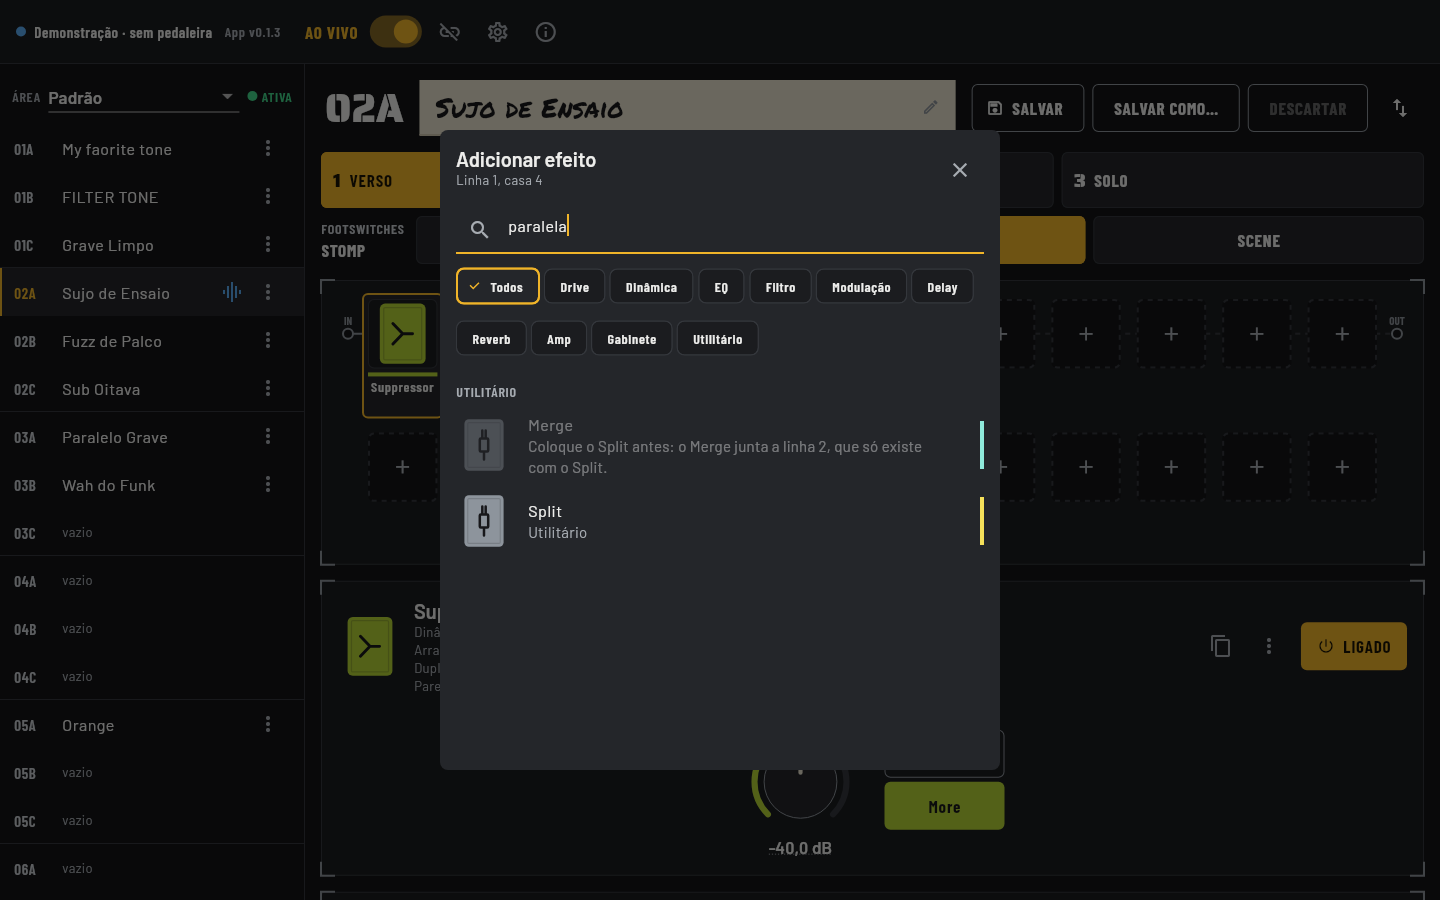 Demonstração · sem pedaleira App v0.1.3 AO VIVO
ÁREA Padrão ATIVA
01A My faorite tone
01B FILTER TONE
01C Grave Limpo
02A Sujo de Ensaio
02B Fuzz de Palco
02C Sub Oitava
03A Paralelo Grave
03B Wah do Funk
03C vazio
04A vazio
04B vazio
04C vazio
05A Orange
05B vazio
05C vazio
06A vazio
02A Sujo de Ensaio SALVAR SALVAR COMO... DESCARTAR
1 VERSO 3 SOLO
FOOTSWITCHES
STOMP SCENE
IN OUT
Suppressor
Adicionar efeito
Linha 1, casa 4
paralela
Todos Drive Dinâmica EQ Filtro Modulação Delay
Reverb Amp Gabinete Utilitário
UTILITÁRIO
Merge
Coloque o Split antes: o Merge junta a linha 2, que só existe
com o Split.
Split
Utilitário
LIGADO
More
-40,0 dB